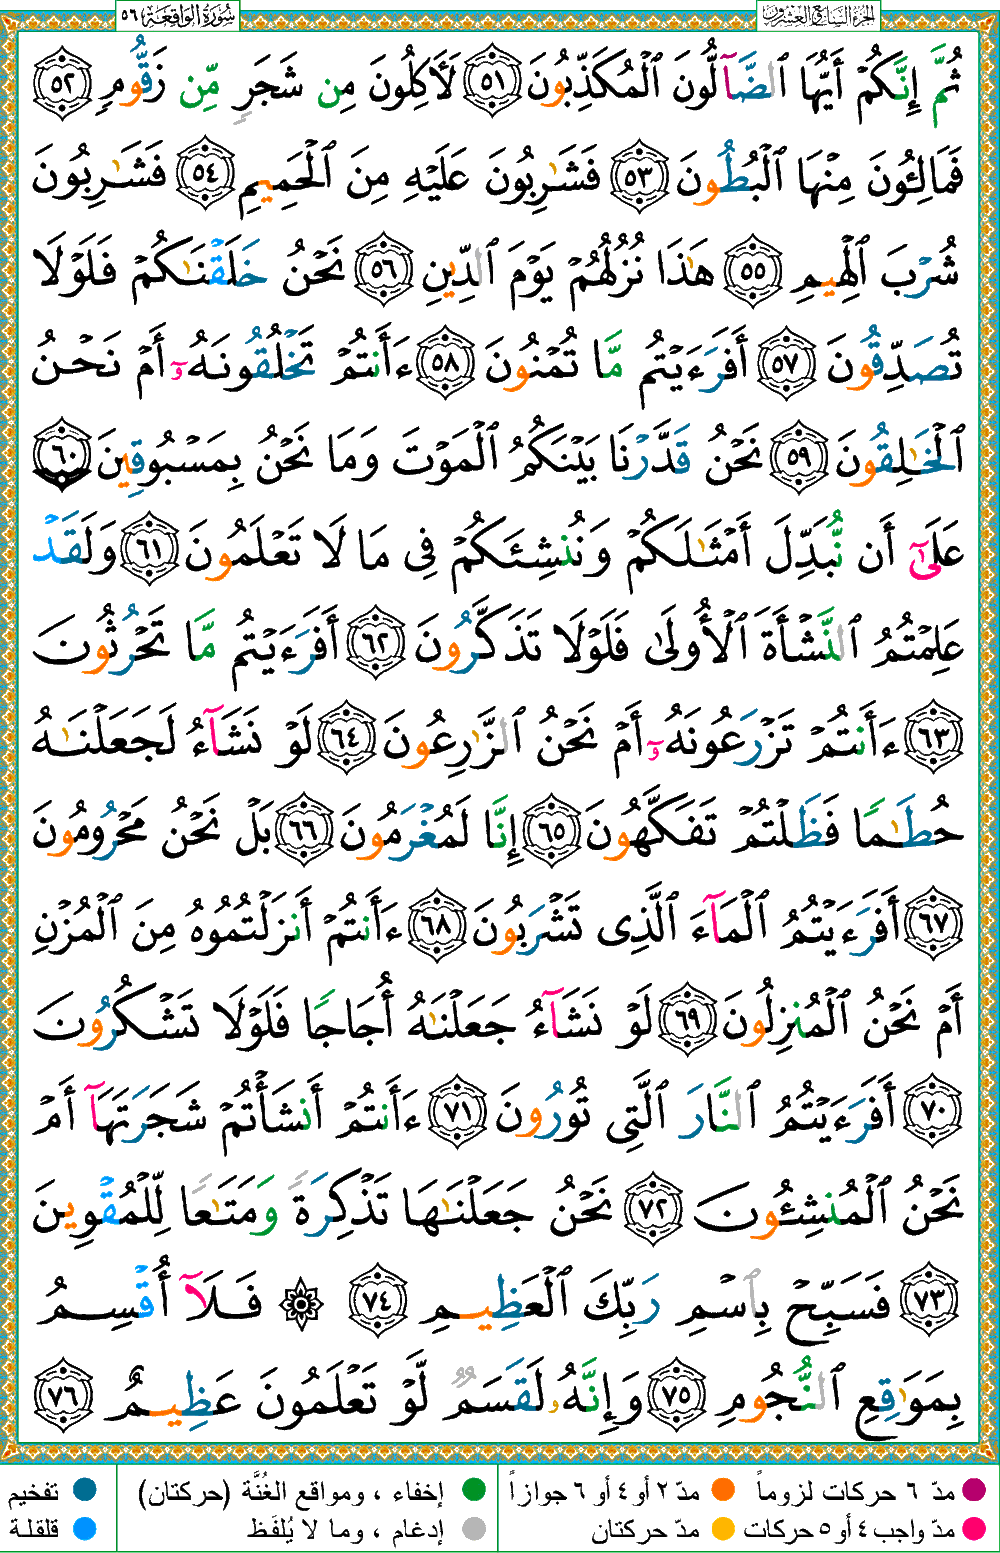 الجزء السابع العشرون
سُورَةُ الوَاقِعَة ٥٦
ثُمَّ إِنَّكُمْ أَيُّهَا ٱلضَّآلُّونَ ٱلْمُكَذِّبُونَ ٥١ لَأَكِلُونَ مِن شَجَرٍ مِّن زَقُّومٍ ٥٢
فَمَالِـُٔونَ مِنْهَا ٱلْبُطُونَ ٥٣ فَشَٰرِبُونَ عَلَيْهِ مِنَ ٱلْحَمِيمِ ٥٤ فَشَٰرِبُونَ
شُرْبَ ٱلْهِيمِ ٥٥ هَٰذَا نُزُلُهُمْ يَوْمَ ٱلدِّينِ ٥٦ نَحْنُ خَلَقْنَٰكُمْ فَلَوْلَا
تُصَدِّقُونَ ٥٧ أَفَرَءَيْتُم مَّا تُمْنُونَ ٥٨ ءَأَنتُمْ تَخْلُقُونَهُۥٓ أَمْ نَحْنُ
ٱلْخَٰلِقُونَ ٥٩ نَحْنُ قَدَّرْنَا بَيْنَكُمُ ٱلْمَوْتَ وَمَا نَحْنُ بِمَسْبُوقِينَ ٦٠
عَلَىٰٓ أَن نُّبَدِّلَ أَمْثَٰلَكُمْ وَنُنشِئَكُمْ فِى مَا لَا تَعْلَمُونَ ٦١ وَلَقَدْ
عَلِمْتُمُ ٱلنَّشْأَةَ ٱلْأُولَىٰ فَلَوْلَا تَذَكَّرُونَ ٦٢ أَفَرَءَيْتُم مَّا تَحْرُثُونَ
٦٣ ءَأَنتُمْ تَزْرَعُونَهُۥٓ أَمْ نَحْنُ ٱلزَّٰرِعُونَ ٦٤ لَوْ نَشَآءُ لَجَعَلْنَٰهُ
حُطَٰمًا فَظَلْتُمْ تَفَكَّهُونَ ٦٥ إِنَّا لَمُغْرَمُونَ ٦٦ بَلْ نَحْنُ مَحْرُومُونَ
٦٧ أَفَرَءَيْتُمُ ٱلْمَآءَ ٱلَّذِى تَشْرَبُونَ ٦٨ ءَأَنتُمْ أَنزَلْتُمُوهُ مِنَ ٱلْمُزْنِ
أَمْ نَحْنُ ٱلْمُنزِلُونَ ٦٩ لَوْ نَشَآءُ جَعَلْنَٰهُ أُجَاجًا فَلَوْلَا تَشْكُرُونَ
٧٠ أَفَرَءَيْتُمُ ٱلنَّارَ ٱلَّتِى تُورُونَ ٧١ ءَأَنتُمْ أَنشَأْتُمْ شَجَرَتَهَآ أَمْ
نَحْنُ ٱلْمُنشِـُٔونَ ٧٢ نَحْنُ جَعَلْنَٰهَا تَذْكِرَةً وَمَتَٰعًا لِّلْمُقْوِينَ
٧٣ فَسَبِّحْ بِٱسْمِ رَبِّكَ ٱلْعَظِيمِ ٧٤ ۞ فَلَآ أُقْسِمُ
بِمَوَٰقِعِ ٱلنُّجُومِ ٧٥ وَإِنَّهُۥ لَقَسَمٌ لَّوْ تَعْلَمُونَ عَظِيمٌ ٧٦
مدّ ٦ حركات لزوماً مدّ ٢ أو ٤ أو ٦ جوازاً إخفاء ، ومواقع الغُنَّة (حركتان) تفخيم
مدّ واجب ٤ أو ٥ حركات مدّ حركتان إدغام ، وما لا يُلفَظ قلقلة